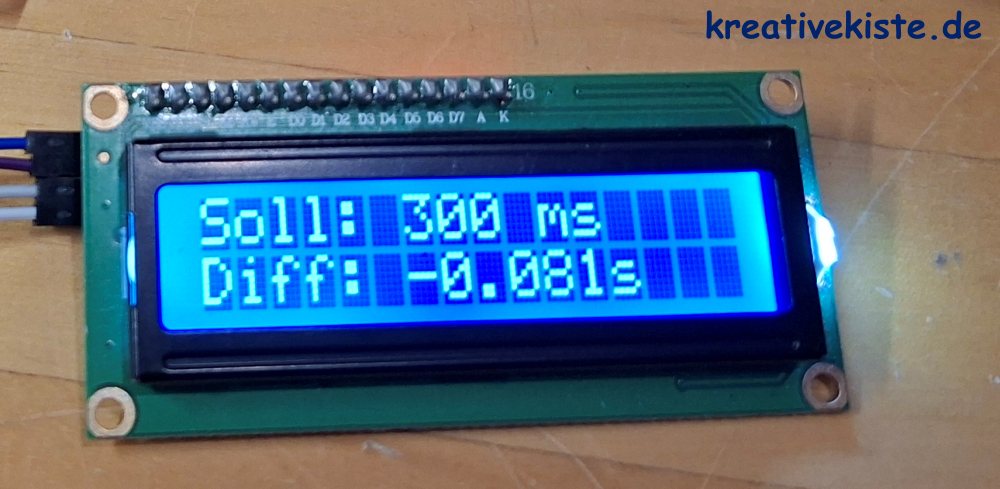 kreativekiste.de
16
D0 D1 D2 D3 D4 D5 D6 D7 A K
Soll: 300 ms
Diff: -0.081s